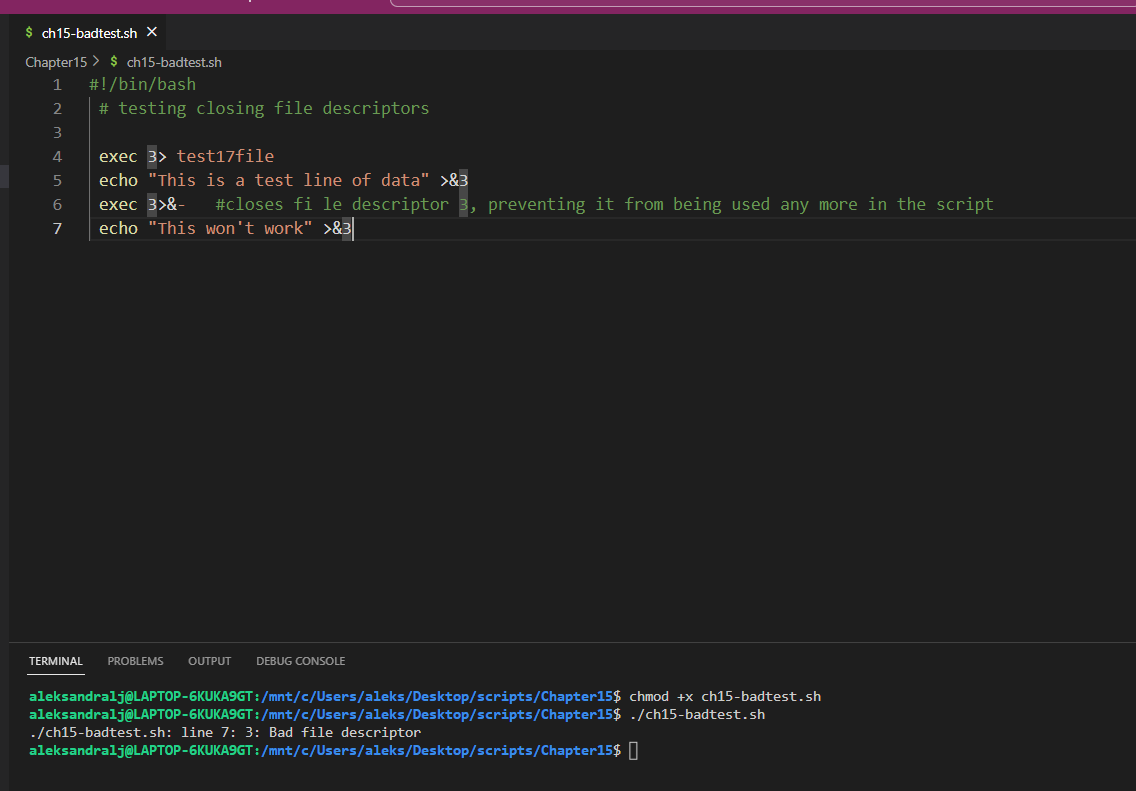 $ ch15-badtest.sh ✕
Chapter15 > $ ch15-badtest.sh
1 #!/bin/bash
2 # testing closing file descriptors
3
4 exec 3> test17file
5 echo "This is a test line of data" >&3
6 exec 3>&- #closes fi le descriptor 3, preventing it from being used any more in the script
7 echo "This won't work" >&3
TERMINAL PROBLEMS OUTPUT DEBUG CONSOLE
aleksandralj@LAPTOP-6KUKA9GT:/mnt/c/Users/aleks/Desktop/scripts/Chapter15$ chmod +x ch15-badtest.sh
aleksandralj@LAPTOP-6KUKA9GT:/mnt/c/Users/aleks/Desktop/scripts/Chapter15$ ./ch15-badtest.sh
./ch15-badtest.sh: line 7: 3: Bad file descriptor
aleksandralj@LAPTOP-6KUKA9GT:/mnt/c/Users/aleks/Desktop/scripts/Chapter15$